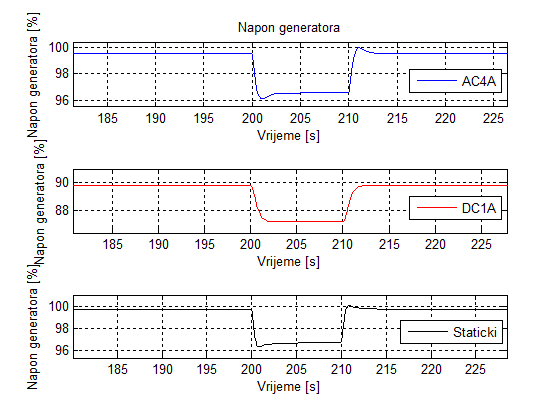 Napon generatora
Napon generatora [%]
100
98
96
185 190 195 200 205 210 215 220 225
Vrijeme [s]
AC4A
Napon generatora [%]
90
88
185 190 195 200 205 210 215 220 225
Vrijeme [s]
DC1A
Napon generatora [%]
100
98
96
185 190 195 200 205 210 215 220 225
Vrijeme [s]
Staticki